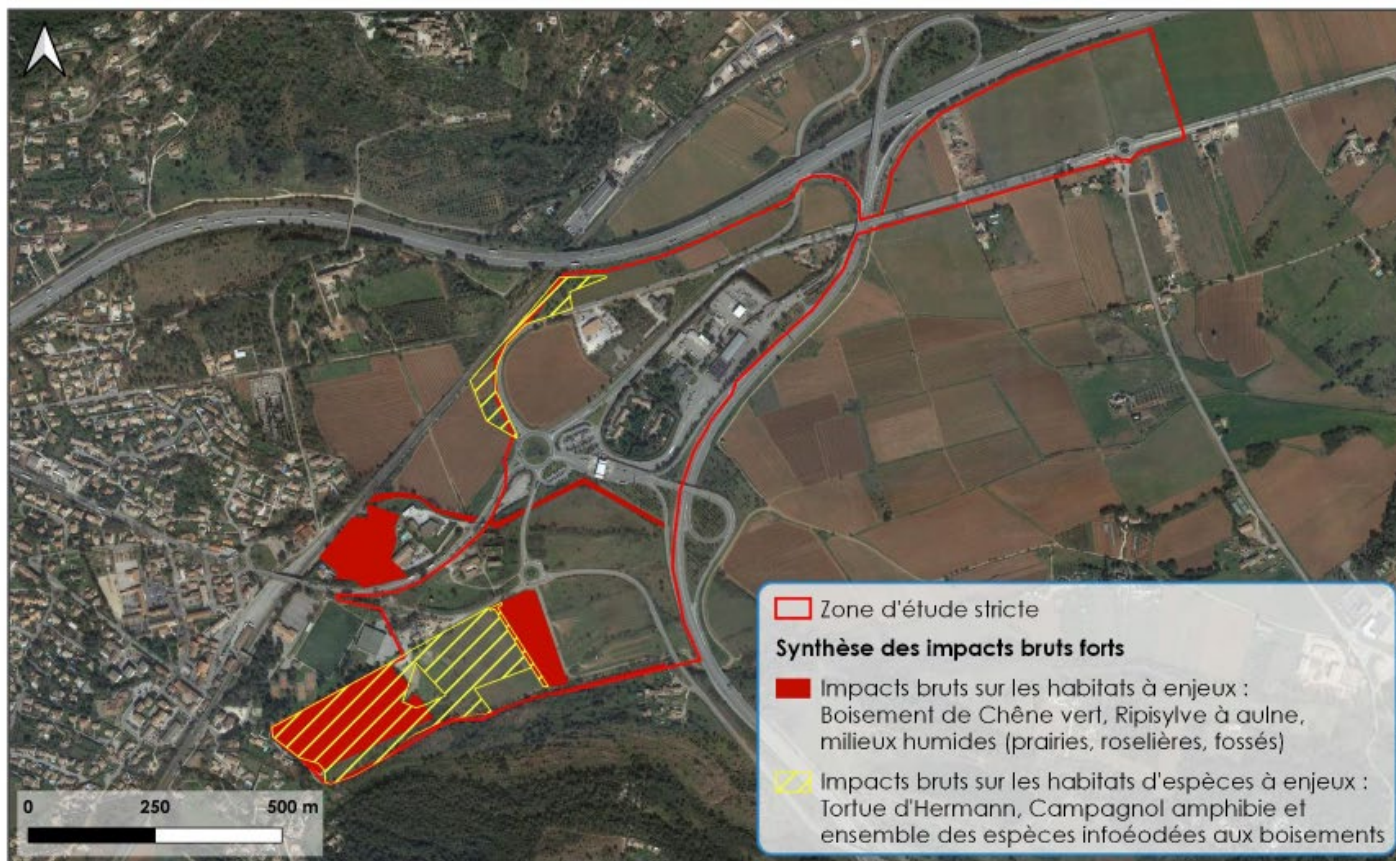 Zone d'étude stricte
Synthèse des impacts bruts forts
Impacts bruts sur les habitats à enjeux :
Boisement de Chêne vert, Ripisylve à aulne,
milieux humides (prairies, roselières, fossés)
Impacts bruts sur les habitats d'espèces à enjeux :
Tortue d'Hermann, Campagnol amphibie et
ensemble des espèces infoéodées aux boisements
0 250 500 m